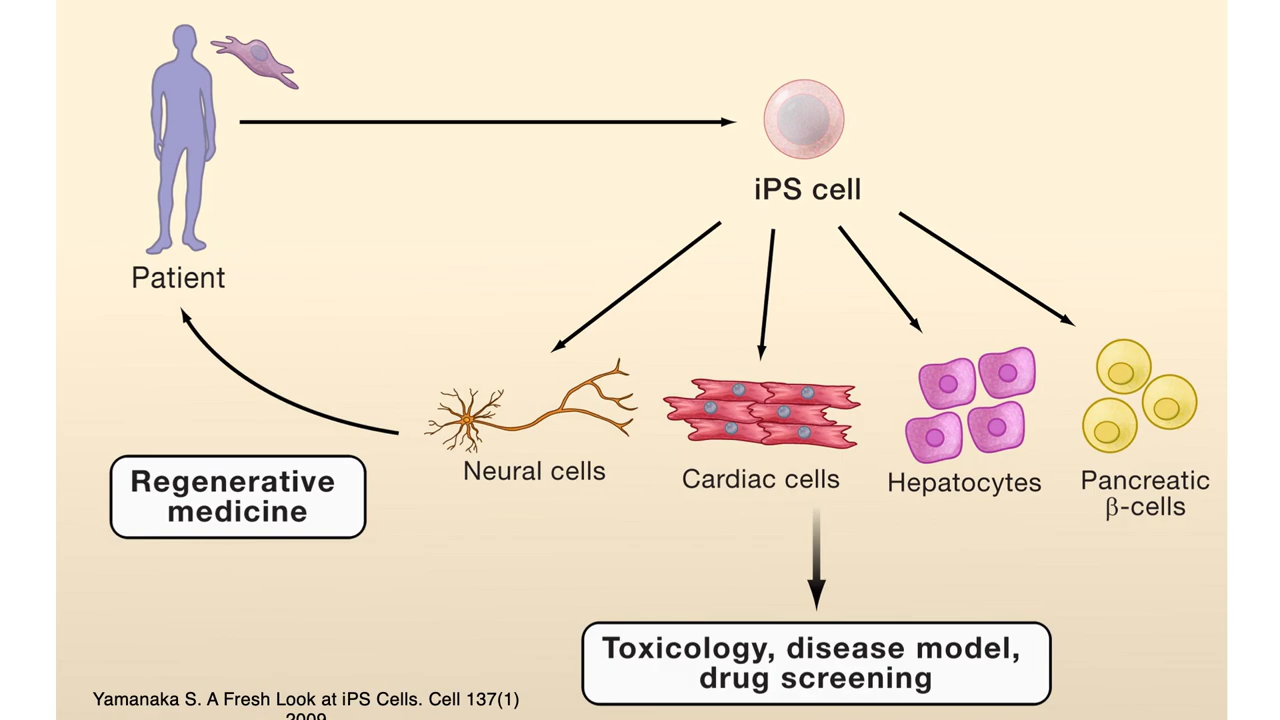 iPS cell
Patient
Neural cells
Cardiac cells
Hepatocytes
Pancreatic
β-cells
Regenerative
medicine
Toxicology, disease model,
drug screening
Yamanaka S. A Fresh Look at iPS Cells. Cell 137(1)
2009